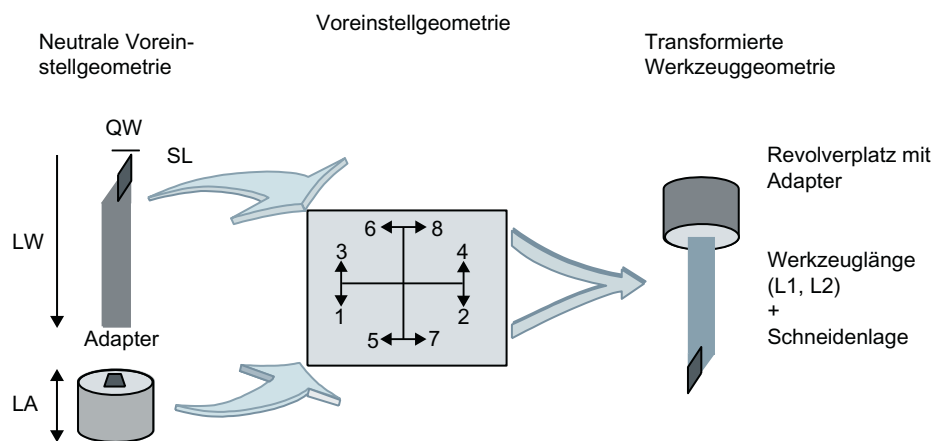 Voreinstellgeometrie
Neutrale Vorein-
stellgeometrie
Transformierte
Werkzeuggeometrie
QW
SL
LW
Adapter
LA
6 8
3 4
1 2
5 7
Revolverplatz mit
Adapter
Werkzeuglänge
(L1, L2)
+
Schneidenlage